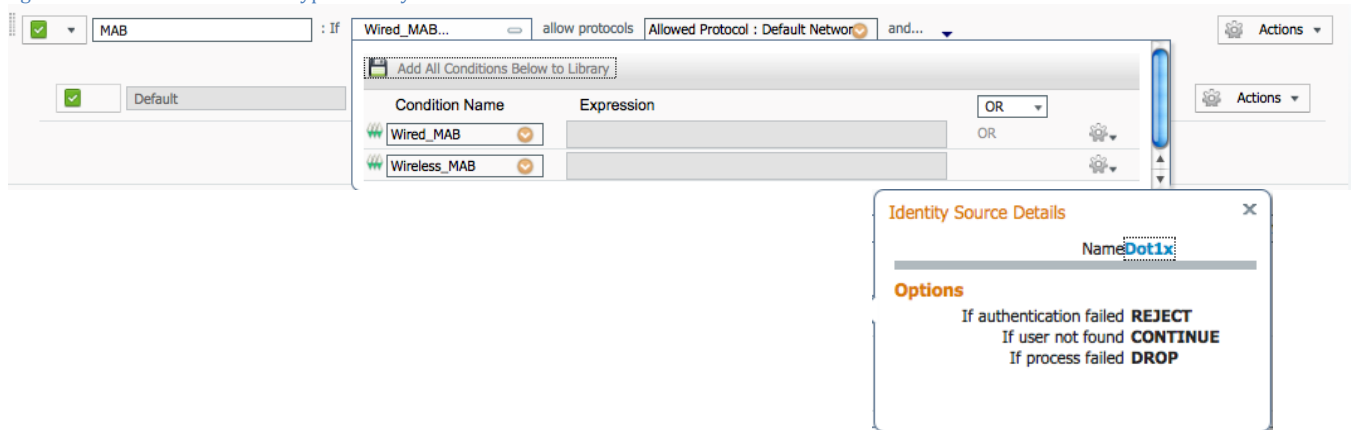 MAB : If Wired_MAB... allow protocols Allowed Protocol : Default Networ and... Actions
Add All Conditions Below to Library
Default Actions
Condition Name Expression OR
Wired_MAB OR
Wireless_MAB
Identity Source Details
Name Dot1x
Options
If authentication failed REJECT
If user not found CONTINUE
If process failed DROP